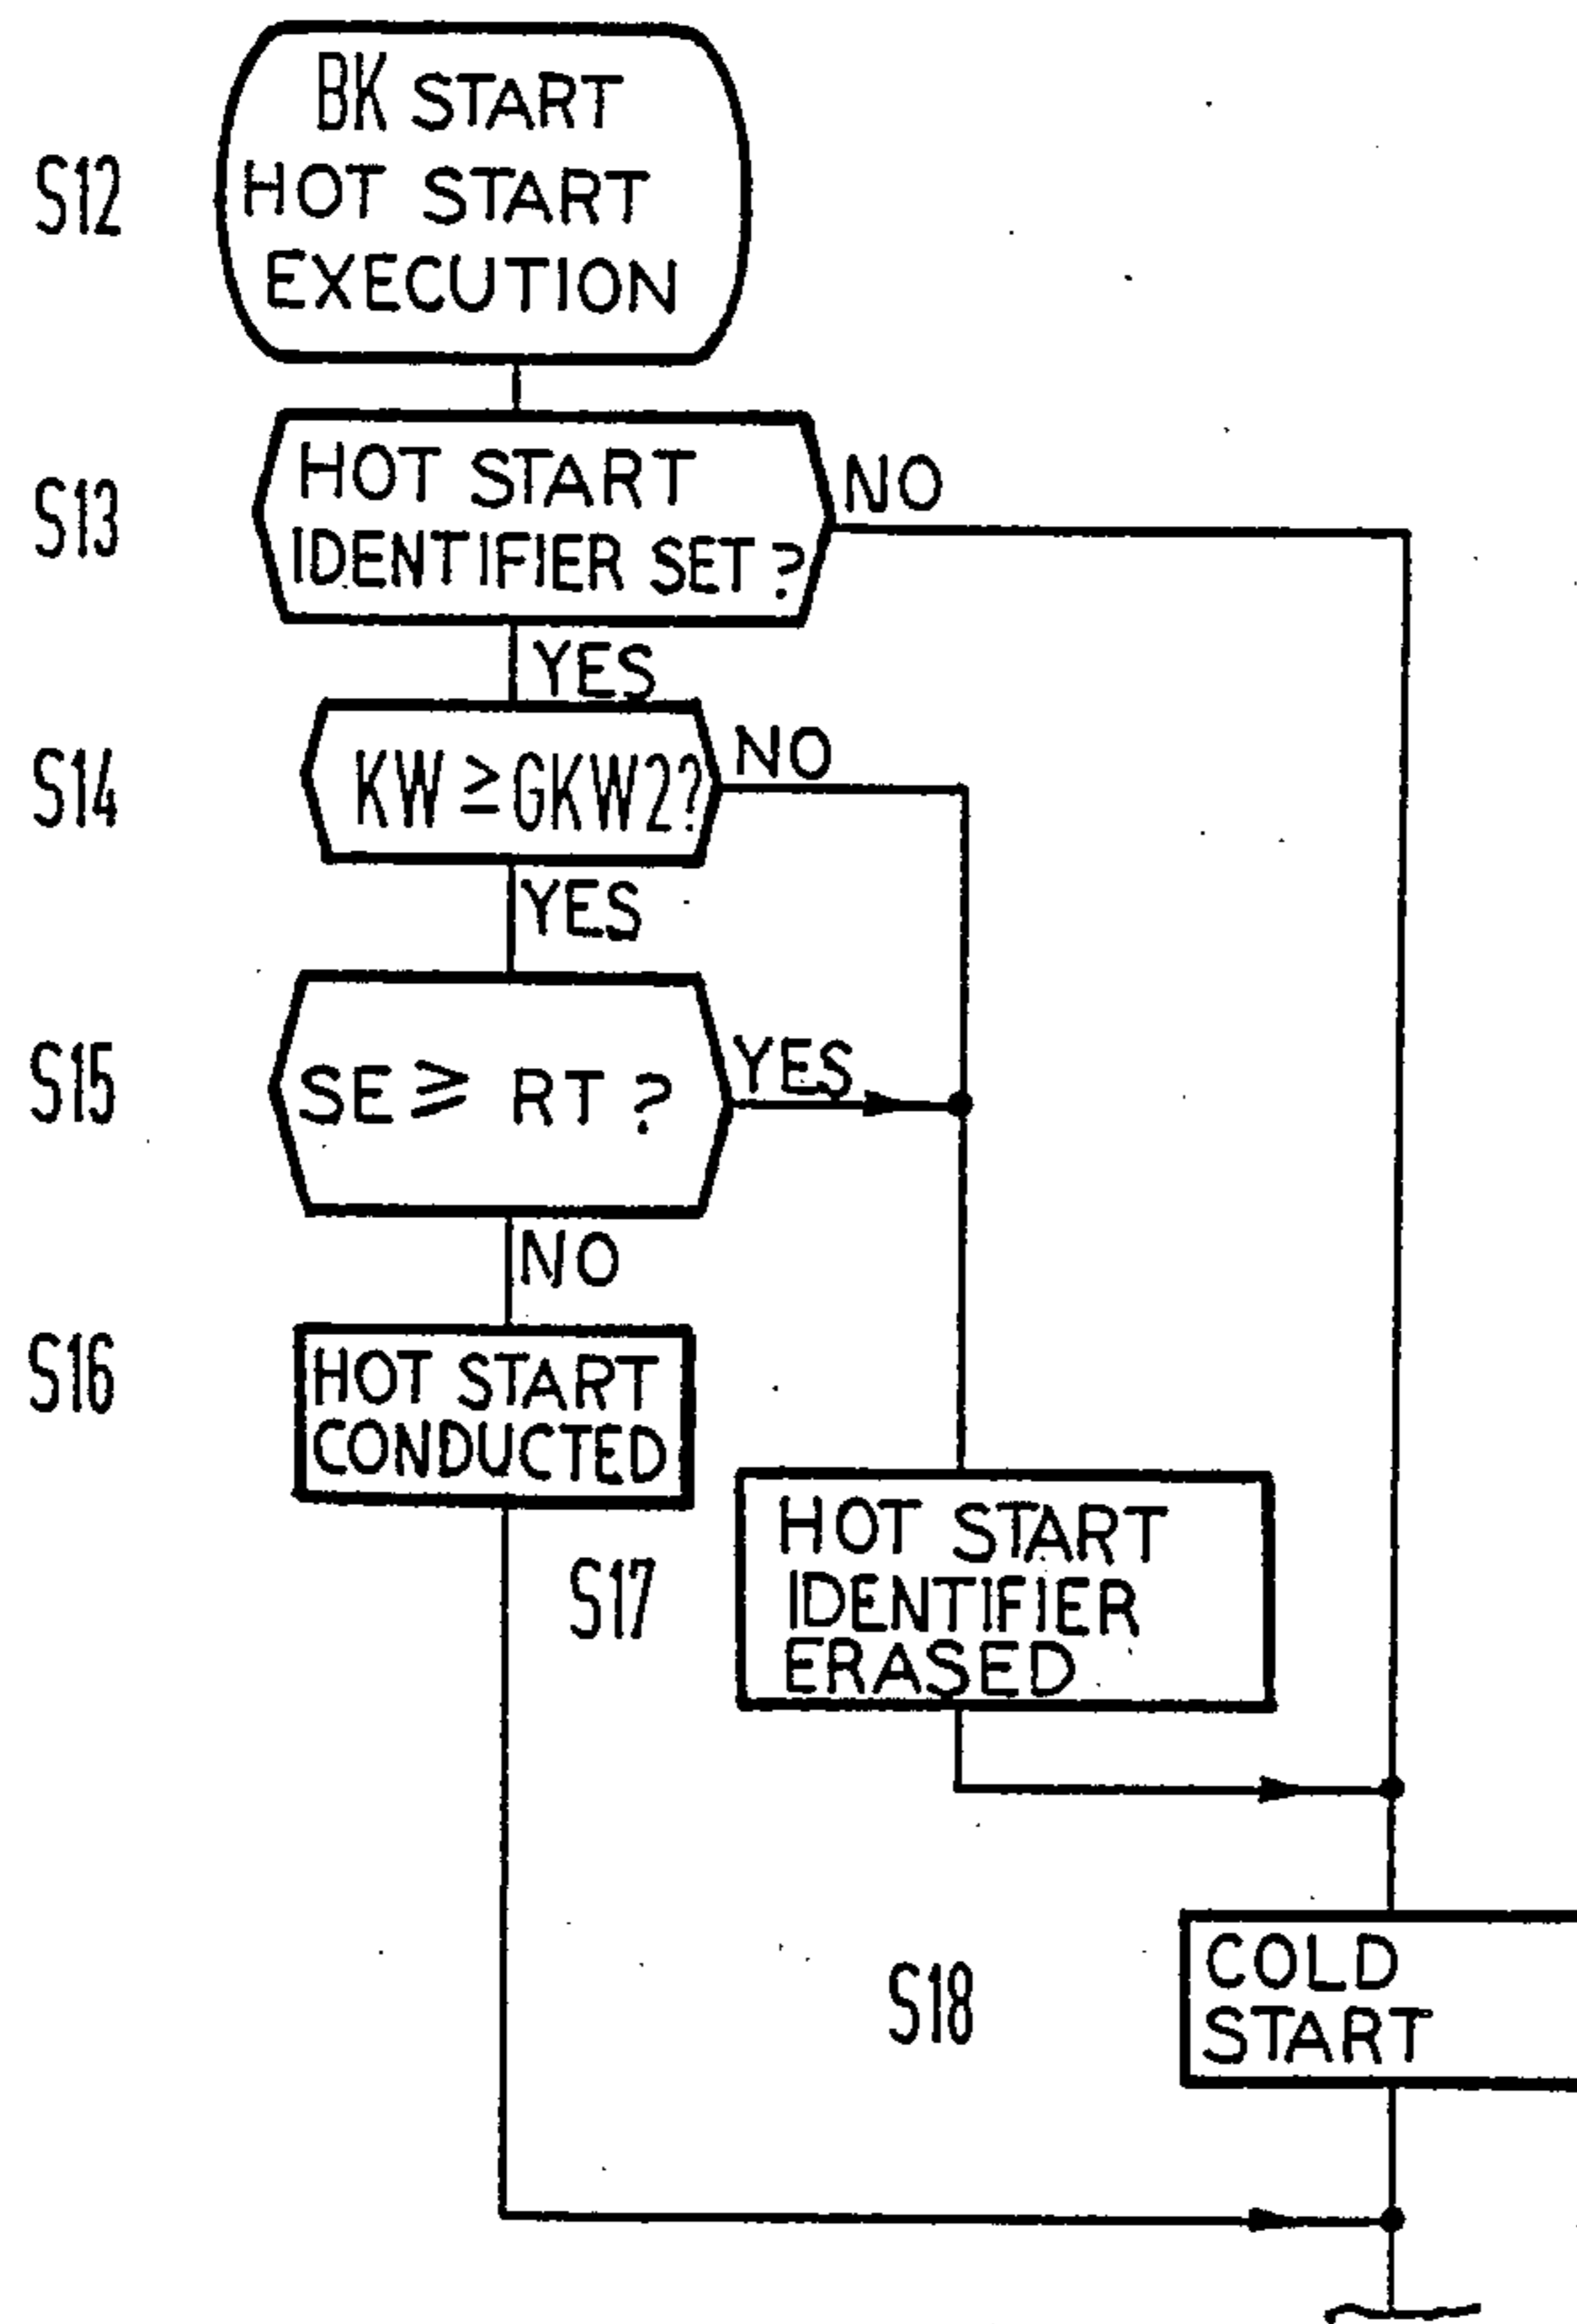 S12
BK START
HOT START
EXECUTION
S13
HOT START
IDENTIFIER SET?
NO
YES
S14
KW ≥ GKW2?
NO
YES
S15
SE ≥ RT ?
YES
NO
S16
HOT START
CONDUCTED
S17
HOT START
IDENTIFIER
ERASED
S18
COLD
START